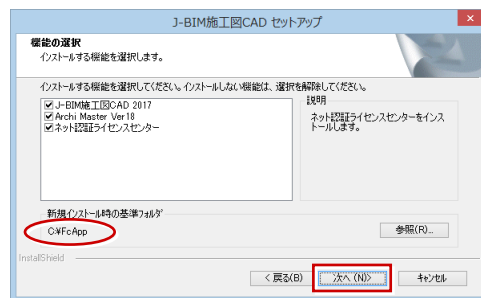 J-BIM施工図CAD セットアップ
機能の選択
インストールする機能を選択します。
インストールする機能を選択してください。インストールしない機能は、選択を解除してください。
J-BIM施工図CAD 2017
Archi Master Ver18
ネット認証ライセンスセンター
説明
ネット認証ライセンスセンターをインス
トールします。
新規インストール時の基準フォルダ
C:¥FcApp
参照(R)...
InstallShield
< 戻る(B)
次へ(N)>
キャンセル